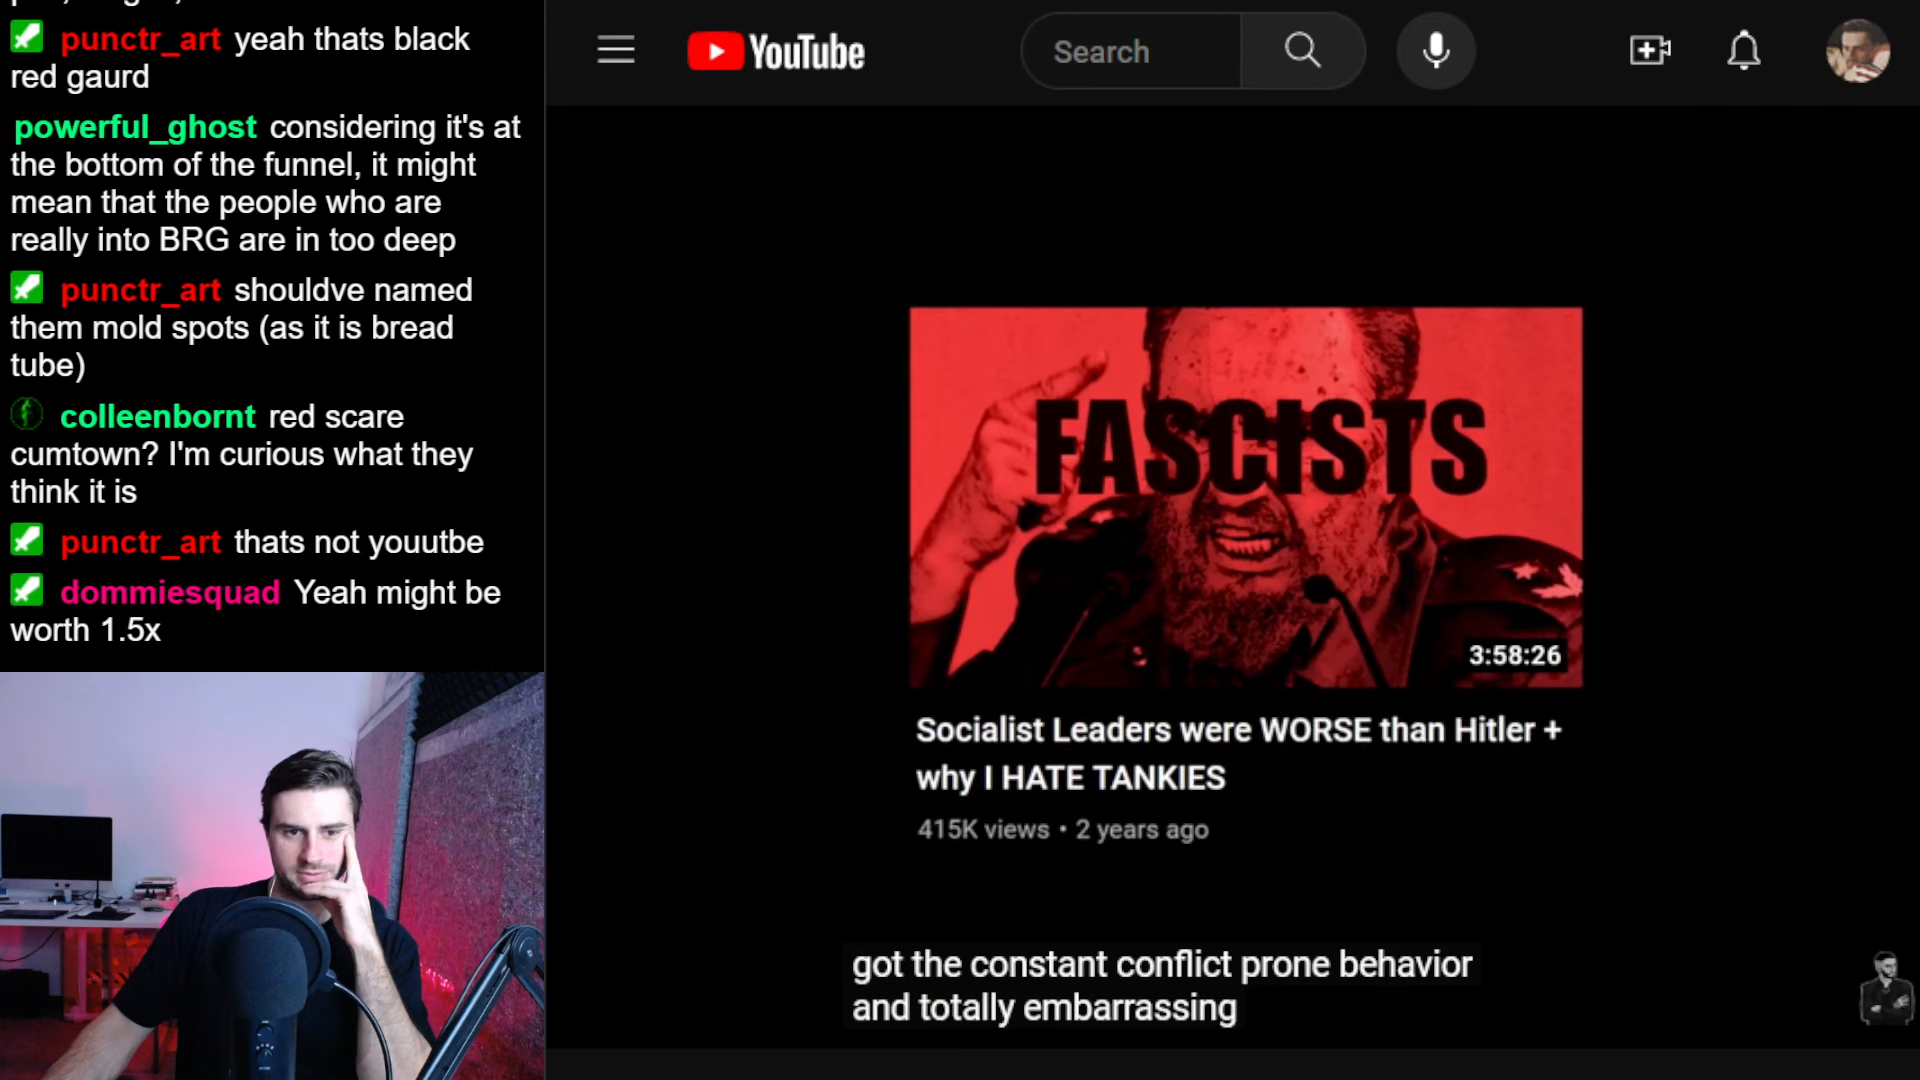 punctr_art yeah thats black
red gaurd
powerful_ghost considering it's at
the bottom of the funnel, it might
mean that the people who are
really into BRG are in too deep
punctr_art shouldve named
them mold spots (as it is bread
tube)
colleenbornt red scare
cumtown? I'm curious what they
think it is
punctr_art thats not youutbe
dommiesquad Yeah might be
worth 1.5x
YouTube
Search
FASCISTS
3:58:26
Socialist Leaders were WORSE than Hitler +
why I HATE TANKIES
415K views • 2 years ago
got the constant conflict prone behavior
and totally embarrassing